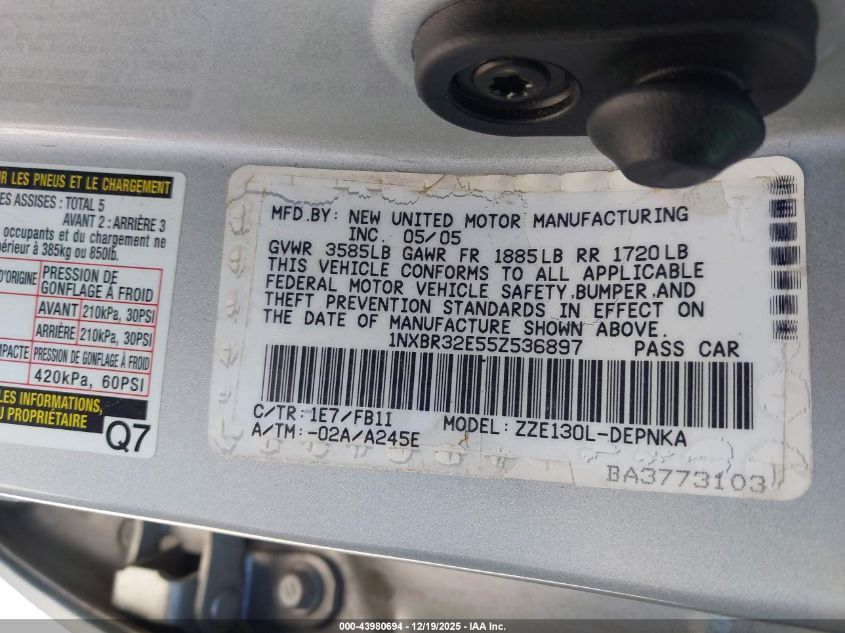 UR LES PNEUS ET LE CHARGEMENT
ES ASSISES : TOTAL 5
AVANT 2 : ARRIÈRE 3
occupants et du chargement ne
périeur à 385kg ou 850lb.
D'ORIGINE PRESSION DE GONFLAGE À FROID
AVANT 210kPa, 30PSI
ARRIÈRE 210kPa, 30PSI
MPACTE PRESSION DE GONFLAGE À FROID
420kPa, 60PSI
LES INFORMATIONS,
U PROPRIÉTAIRE
Q7
MFD.BY: NEW UNITED MOTOR MANUFACTURING
INC. 05/05
GVWR 3585LB GAWR FR 1885LB RR 1720LB
THIS VEHICLE CONFORMS TO ALL APPLICABLE
FEDERAL MOTOR VEHICLE SAFETY,BUMPER,AND
THEFT PREVENTION STANDARDS IN EFFECT ON
THE DATE OF MANUFACTURE SHOWN ABOVE.
1NXBR32E55Z536897 PASS CAR
C/TR: 1E7/FB11 MODEL: ZZE130L-DEPNKA
A/TM: -02A/A245E
BA3773103
000-43980694 - 12/19/2025 - IAA Inc.